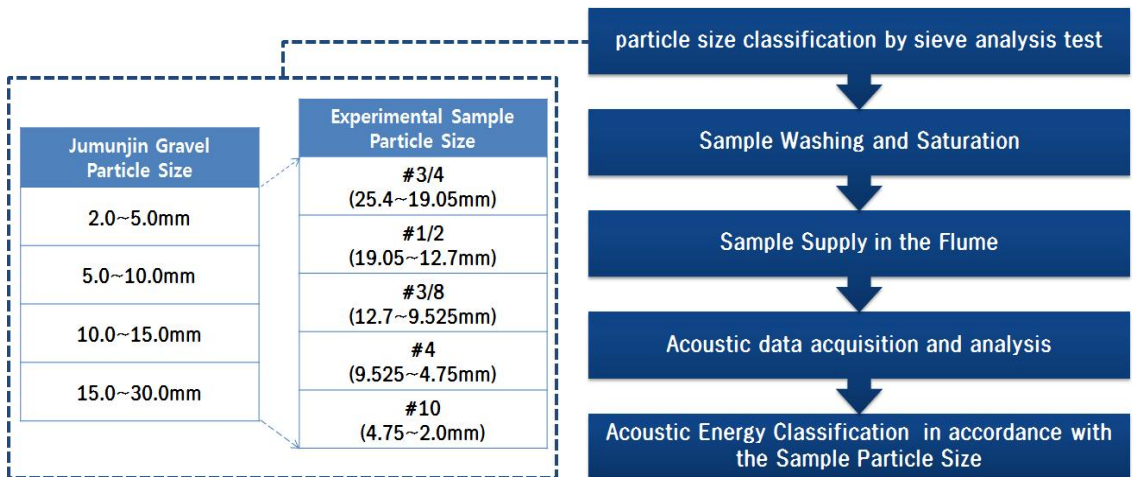 Jumunjin Gravel
Particle Size
2.0~5.0mm
5.0~10.0mm
10.0~15.0mm
15.0~30.0mm
Experimental Sample
Particle Size
#3/4
(25.4~19.05mm)
#1/2
(19.05~12.7mm)
#3/8
(12.7~9.525mm)
#4
(9.525~4.75mm)
#10
(4.75~2.0mm)
particle size classification by sieve analysis test
Sample Washing and Saturation
Sample Supply in the Flume
Acoustic data acquisition and analysis
Acoustic Energy Classification in accordance with
the Sample Particle Size